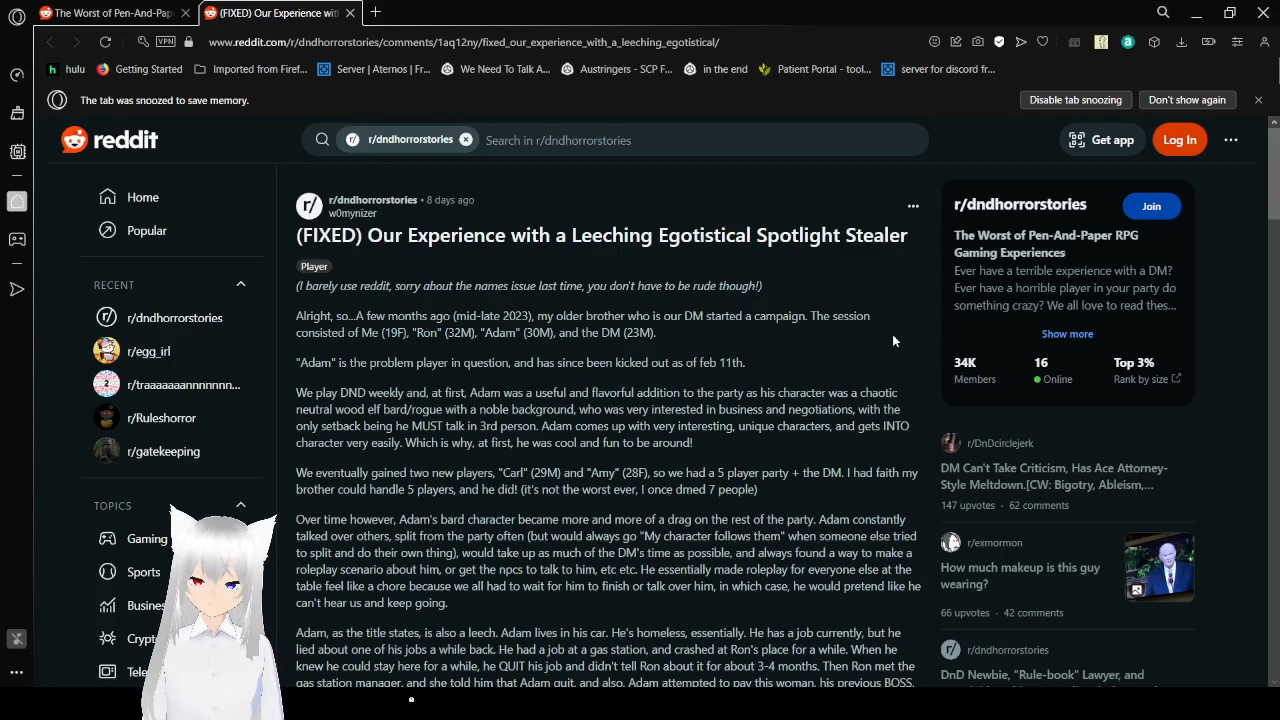 The Worst of Pen-And-Pape
(FIXED) Our Experience wit
VPN
www.reddit.com/r/dndhorrorstories/comments/1aq12ny/fixed_our_experience_with_a_leeching_egotistical/
hulu
Getting Started
Imported from Firef...
Server | Aternos | Fr...
We Need To Talk A...
Austringers - SCP F...
in the end
Patient Portal - tool...
server for discord fr...
The tab was snoozed to save memory.
Disable tab snoozing
Don't show again
reddit
r/dndhorrorstories
Search in r/dndhorrorstories
Get app
Log In
Home
Popular
RECENT
r/dndhorrorstories
r/egg_irl
r/traaaaaaannnnnnn...
r/Ruleshorror
r/gatekeeping
TOPICS
Gaming
Sports
Busines
Crypt
Tele
r/
r/dndhorrorstories • 8 days ago
w0mynizer
(FIXED) Our Experience with a Leeching Egotistical Spotlight Stealer
Player
(I barely use reddit, sorry about the names issue last time, you don't have to be rude though!)
Alright, so...A few months ago (mid-late 2023), my older brother who is our DM started a campaign. The session
consisted of Me (19F), "Ron" (32M), "Adam" (30M), and the DM (23M).
"Adam" is the problem player in question, and has since been kicked out as of feb 11th.
We play DND weekly and, at first, Adam was a useful and flavorful addition to the party as his character was a chaotic
neutral wood elf bard/rogue with a noble background, who was very interested in business and negotiations, with the
only setback being he MUST talk in 3rd person. Adam comes up with very interesting, unique characters, and gets INTO
character very easily. Which is why, at first, he was cool and fun to be around!
We eventually gained two new players, "Carl" (29M) and "Amy" (28F), so we had a 5 player party + the DM. I had faith my
brother could handle 5 players, and he did! (it's not the worst ever, I once dmed 7 people)
Over time however, Adam's bard character became more and more of a drag on the rest of the party. Adam constantly
talked over others, split from the party often (but would always go "My character follows them" when someone else tried
to split and do their own thing), would take up as much of the DM's time as possible, and always found a way to make a
roleplay scenario about him, or get the npcs to talk to him, etc etc. He essentially made roleplay for everyone else at the
table feel like a chore because we all had to wait for him to finish or talk over him, in which case, he would pretend like he
can't hear us and keep going.
Adam, as the title states, is also a leech. Adam lives in his car. He's homeless, essentially. He has a job currently, but he
lied about one of his jobs a while back. He had a job at a gas station, and crashed at Ron's place for a while. When he
knew he could stay here for a while, he QUIT his job and didn't tell Ron about it for about 3-4 months. Then Ron met the
gas station manager, and she told him that Adam quit, and also, Adam attempted to pay this woman, his previous BOSS,
r/dndhorrorstories
Join
The Worst of Pen-And-Paper RPG
Gaming Experiences
Ever have a terrible experience with a DM?
Ever have a horrible player in your party do
something crazy? We all love to read thes...
Show more
34K
Members
16
Online
Top 3%
Rank by size
r/DnDcirclejerk
DM Can't Take Criticism, Has Ace Attorney-
Style Meltdown.[CW: Bigotry, Ableism,...
147 upvotes • 62 comments
r/exmormon
How much makeup is this guy
wearing?
66 upvotes • 42 comments
r/dndhorrorstories
DnD Newbie, "Rule-book" Lawyer, and